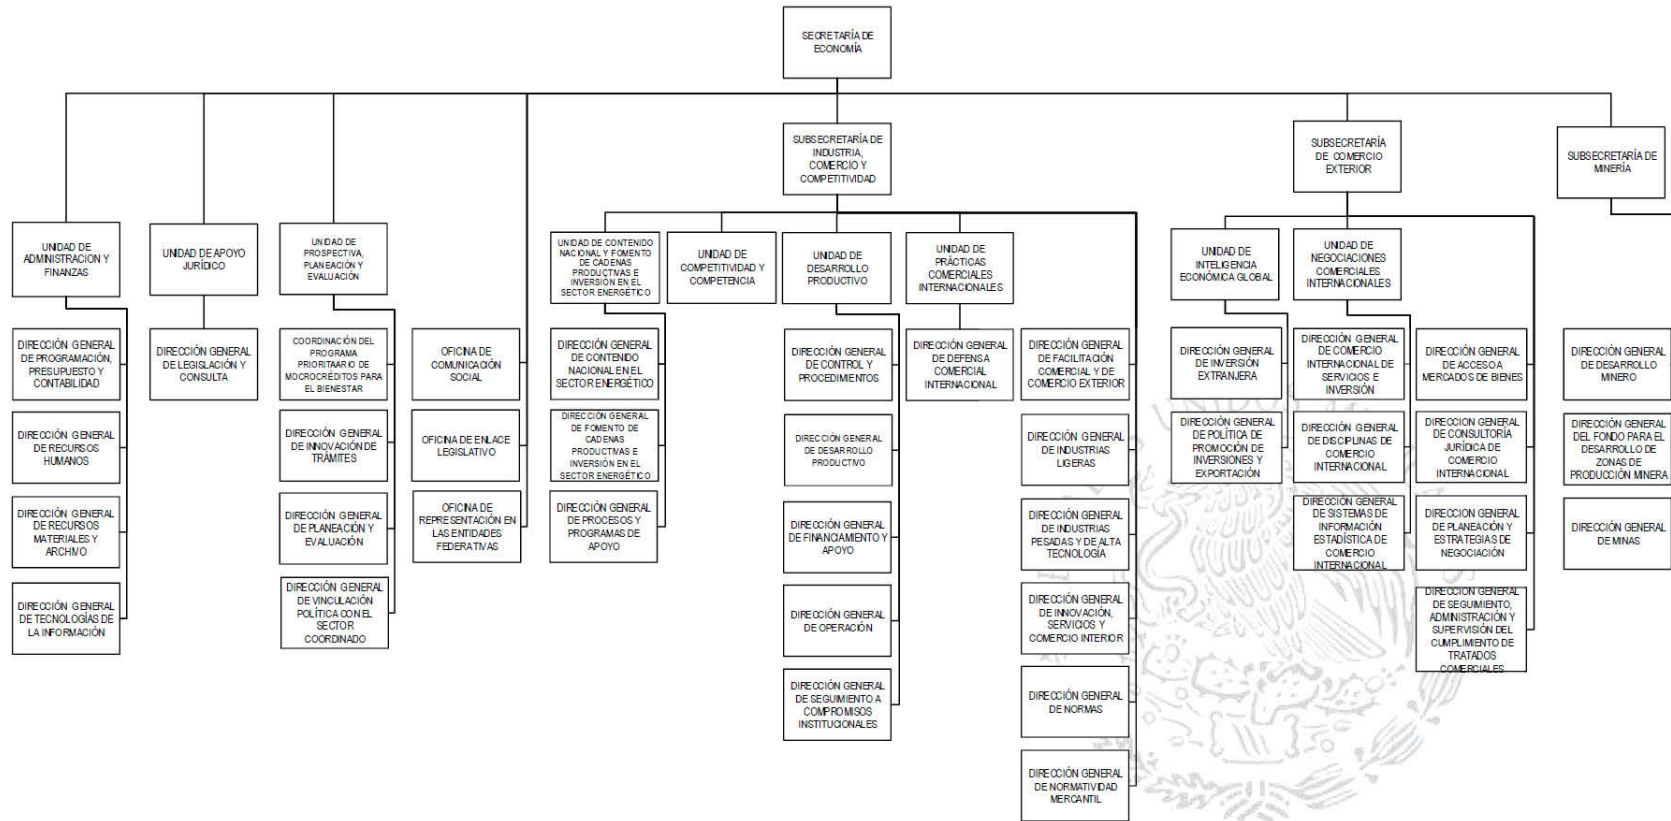 SECRETARÍA DE
ECONOMÍA
SUBSECRETARÍA DE
INDUSTRIA,
COMERCIO Y
COMPETITIVIDAD
SUBSECRETARÍA
DE COMERCIO
EXTERIOR
SUBSECRETARÍA DE
MINERÍA
UNIDAD DE
ADMINISTRACION Y
FINANZAS
UNIDAD DE APOYO
JURÍDICO
UNIDAD DE
PROSPECTIVA,
PLANEACIÓN Y
EVALUACIÓN
UNIDAD DE CONTENIDO
NACIONAL Y FOMENTO
DE CADENAS
PRODUCTIVAS E
INVERSIÓN EN EL
SECTOR ENERGÉTICO
UNIDAD DE
COMPETITIVIDAD Y
COMPETENCIA
UNIDAD DE
DESARROLLO
PRODUCTIVO
UNIDAD DE
PRÁCTICAS
COMERCIALES
INTERNACIONALES
UNIDAD DE
INTELIGENCIA
ECONÓMICA GLOBAL
UNIDAD DE
NEGOCIACIONES
COMERCIALES
INTERNACIONALES
DIRECCIÓN GENERAL
DE PROGRAMACIÓN,
PRESUPUESTO Y
CONTABILIDAD
DIRECCIÓN GENERAL
DE LEGISLACIÓN Y
CONSULTA
COORDINACIÓN DEL
PROGRAMA
PRIORITAARIO DE
MOCROCRÉDITOS PARA
EL BIENESTAR
OFICINA DE
COMUNICACIÓN
SOCIAL
DIRECCIÓN GENERAL
DE CONTENIDO
NACIONAL EN EL
SECTOR ENERGÉTICO
DIRECCIÓN GENERAL
DE CONTROL Y
PROCEDIMIENTOS
DIRECCIÓN GENERAL
DE DEFENSA
COMERCIAL
INTERNACIONAL
DIRECCIÓN GENERAL
DE FACILITACIÓN
COMERCIAL Y DE
COMERCIO EXTERIOR
DIRECCIÓN GENERAL
DE INVERSIÓN
EXTRANJERA
DIRECCIÓN GENERAL
DE COMERCIO
INTERNACIONAL DE
SERVICIOS E
INVERSIÓN
DIRECCIÓN GENERAL
DE ACCESO A
MERCADOS DE BIENES
DIRECCIÓN GENERAL
DE DESARROLLO
MINERO
DIRECCIÓN GENERAL
DE RECURSOS
HUMANOS
DIRECCIÓN GENERAL
DE INNOVACIÓN DE
TRÁMITES
OFICINA DE ENLACE
LEGISLATIVO
DIRECCIÓN GENERAL
DE FOMENTO DE
CADENAS
PRODUCTIVAS E
INVERSIÓN EN EL
SECTOR ENERGÉTICO
DIRECCIÓN GENERAL
DE DESARROLLO
PRODUCTIVO
DIRECCIÓN GENERAL
DE INDUSTRIAS
LIGERAS
DIRECCIÓN GENERAL
DE POLÍTICA DE
PROMOCIÓN DE
INVERSIONES Y
EXPORTACIÓN
DIRECCIÓN GENERAL
DE DISCIPLINAS DE
COMERCIO
INTERNACIONAL
DIRECCIÓN GENERAL
DE CONSULTORÍA
JURÍDICA DE
COMERCIO
INTERNACIONAL
DIRECCIÓN GENERAL
DEL FONDO PARA EL
DESARROLLO DE
ZONAS DE
PRODUCCIÓN MINERA
DIRECCIÓN GENERAL
DE RECURSOS
MATERIALES Y
ARCHIVO
DIRECCIÓN GENERAL
DE PLANEACIÓN Y
EVALUACIÓN
OFICINA DE
REPRESENTACIÓN EN
LAS ENTIDADES
FEDERATIVAS
DIRECCIÓN GENERAL
DE PROCESOS Y
PROGRAMAS DE
APOYO
DIRECCIÓN GENERAL
DE FINANCIAMIENTO Y
APOYO
DIRECCIÓN GENERAL
DE INDUSTRIAS
PESADAS Y DE ALTA
TECNOLOGÍA
DIRECCIÓN GENERAL
DE SISTEMAS DE
INFORMACIÓN
ESTADÍSTICA DE
COMERCIO
INTERNACIONAL
DIRECCION GENERAL
DE PLANEACIÓN Y
ESTRATEGIAS DE
NEGOCIACIÓN
DIRECCIÓN GENERAL
DE MINAS
DIRECCIÓN GENERAL
DE TECNOLOGÍAS DE
LA INFORMACIÓN
DIRECCIÓN GENERAL
DE VINCULACIÓN
POLÍTICA CON EL
SECTOR
COORDINADO
DIRECCIÓN GENERAL
DE OPERACIÓN
DIRECCIÓN GENERAL
DE INNOVACIÓN,
SERVICIOS Y
COMERCIO INTERIOR
DIRECCIÓN GENERAL
DE SEGUIMIENTO,
ADMINISTRACIÓN Y
SUPERVISIÓN DEL
CUMPLIMIENTO DE
TRATADOS
COMERCIALES
DIRECCIÓN GENERAL
DE SEGUIMIENTO A
COMPROMISOS
INSTITUCIONALES
DIRECCIÓN GENERAL
DE NORMAS
DIRECCIÓN GENERAL
DE NORMATIVIDAD
MERCANTIL
UNIDOS